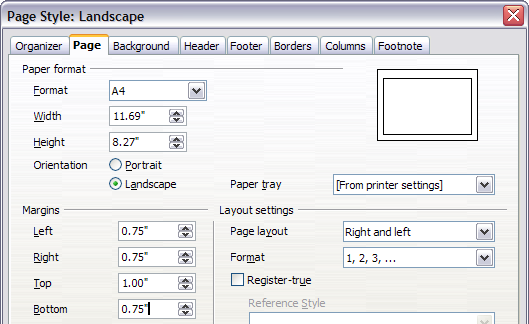 Page Style: Landscape
Organizer Page Background Header Footer Borders Columns Footnote
Paper format
Format A4
Width 11.69"
Height 8.27"
Orientation Portrait
Landscape Paper tray [From printer settings]
Margins Layout settings
Left 0.75" Page layout Right and left
Right 0.75" Format 1, 2, 3, ...
Top 1.00" Register-true
Bottom 0.75" Reference Style